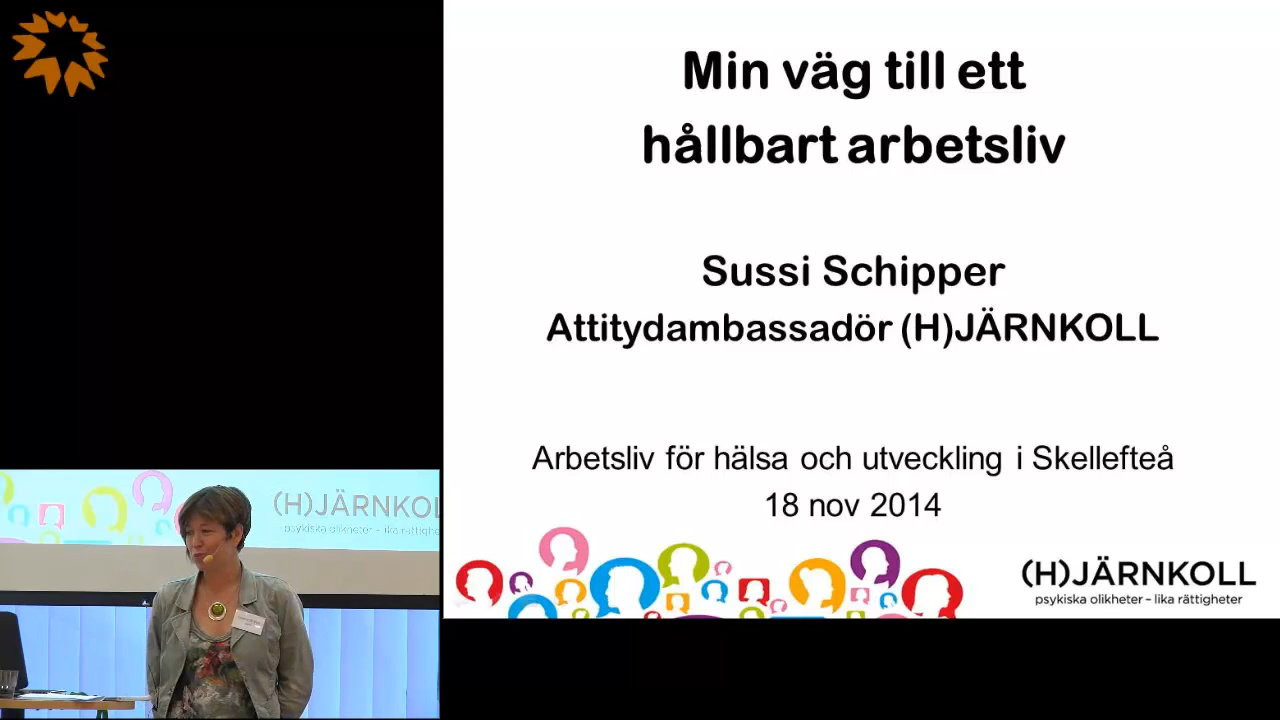 Min väg till ett
hållbart arbetsliv
Sussi Schipper
Attitydambassadör (H)JÄRNKOLL
Arbetsliv för hälsa och utveckling i Skellefteå
18 nov 2014
(H)JÄRNKOLL
psykiska olikheter – lika rättigheter
(H)JÄRNKOL
psykiska olikheter – lika rättighe